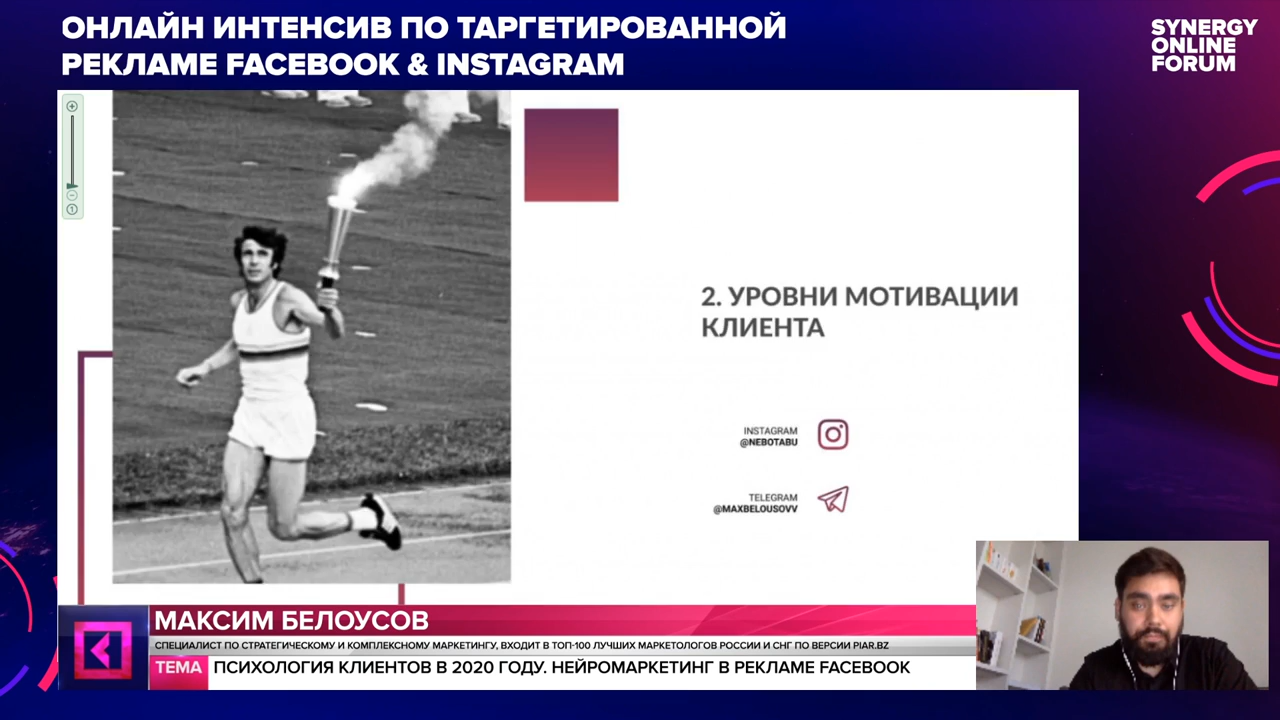 ОНЛАЙН ИНТЕНСИВ ПО ТАРГЕТИРОВАННОЙ
РЕКЛАМЕ FACEBOOK & INSTAGRAM
SYNERGY
ONLINE
FORUM
2. УРОВНИ МОТИВАЦИИ
КЛИЕНТА
INSTAGRAM
@NEBOTABU
TELEGRAM
@MAXBELOUSOVV
МАКСИМ БЕЛОУСОВ
СПЕЦИАЛИСТ ПО СТРАТЕГИЧЕСКОМУ И КОМПЛЕКСНОМУ МАРКЕТИНГУ, ВХОДИТ В ТОП-100 ЛУЧШИХ МАРКЕТОЛОГОВ РОССИИ И СНГ ПО ВЕРСИИ PIAR.BZ
ТЕМА ПСИХОЛОГИЯ КЛИЕНТОВ В 2020 ГОДУ. НЕЙРОМАРКЕТИНГ В РЕКЛАМЕ FACEBOOK